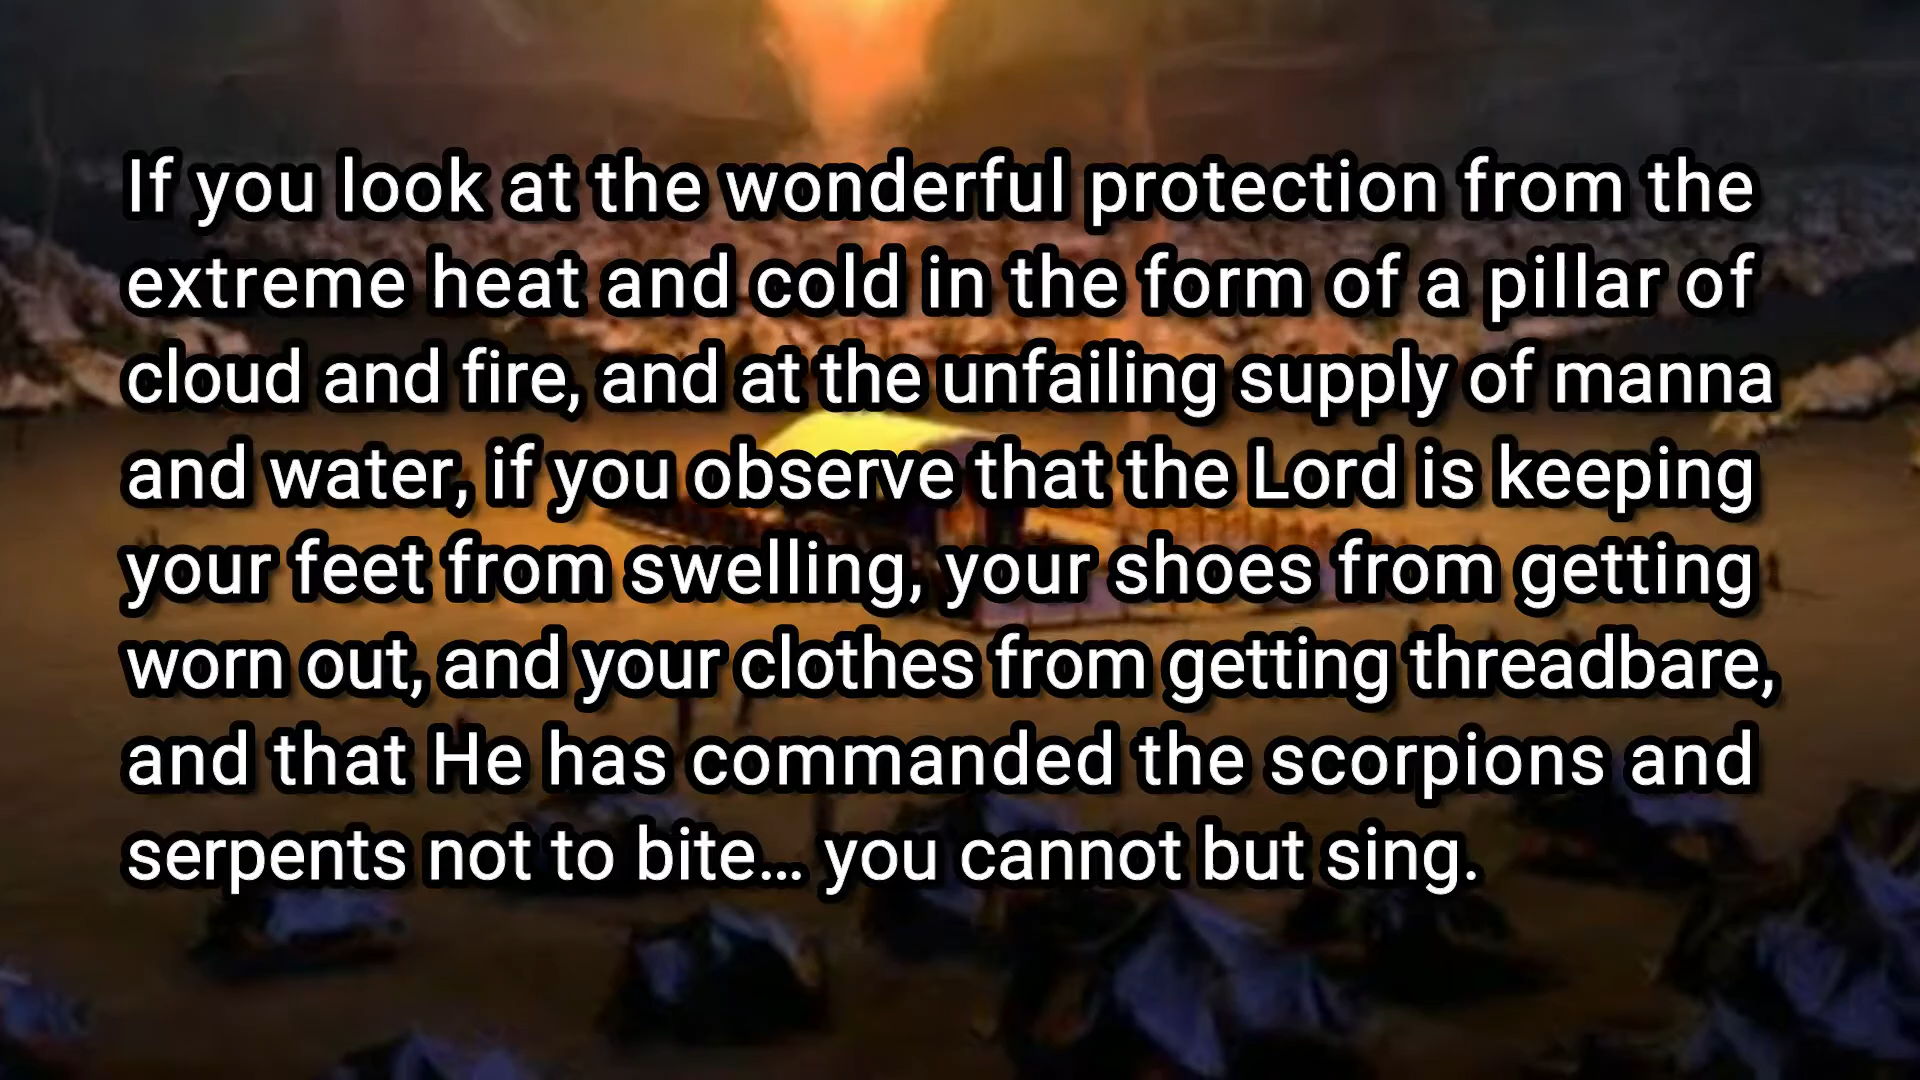 If you look at the wonderful protection from the
extreme heat and cold in the form of a pillar of
cloud and fire, and at the unfailing supply of manna
and water, if you observe that the Lord is keeping
your feet from swelling, your shoes from getting
worn out, and your clothes from getting threadbare,
and that He has commanded the scorpions and
serpents not to bite... you cannot but sing.